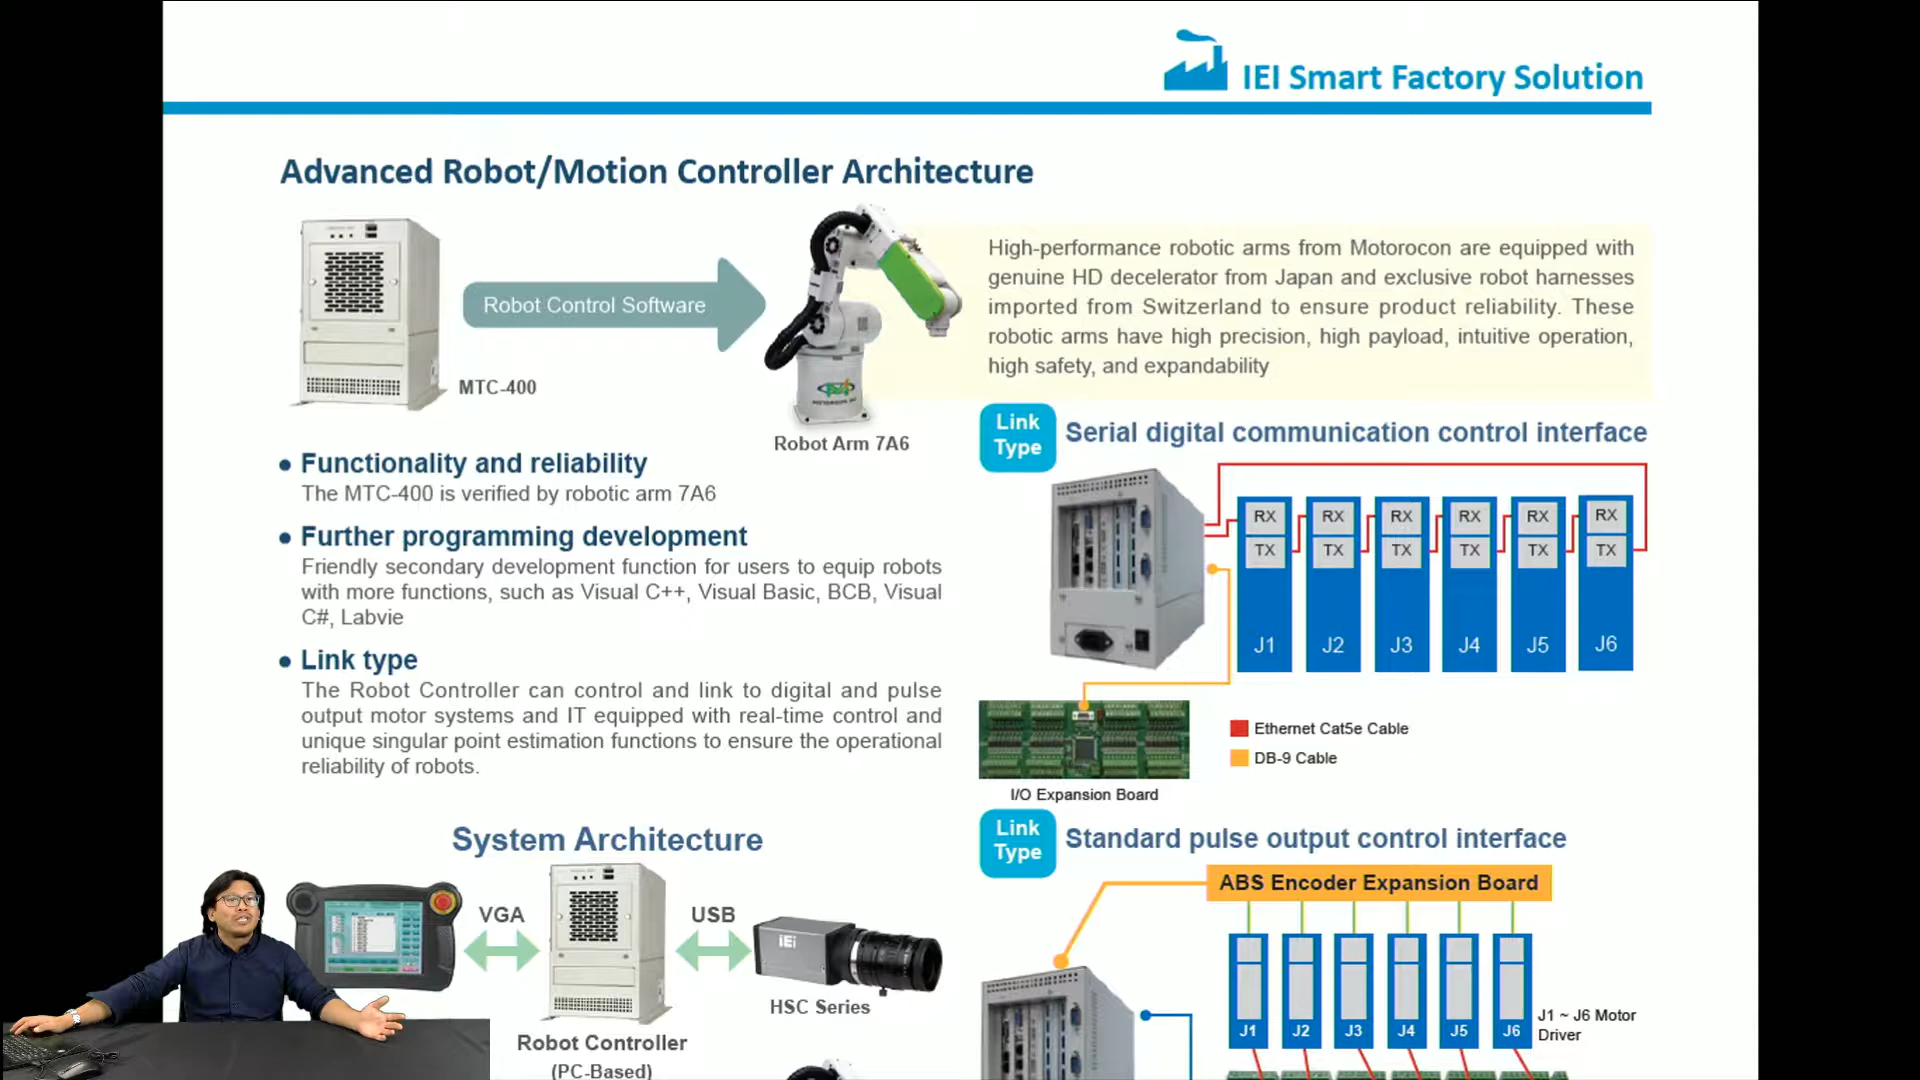 IEI Smart Factory Solution
Advanced Robot/Motion Controller Architecture
Robot Control Software
MTC-400
Robot Arm 7A6
High-performance robotic arms from Motorocon are equipped with
genuine HD decelerator from Japan and exclusive robot harnesses
imported from Switzerland to ensure product reliability. These
robotic arms have high precision, high payload, intuitive operation,
high safety, and expandability
● Functionality and reliability
The MTC-400 is verified by robotic arm 7A6
● Further programming development
Friendly secondary development function for users to equip robots
with more functions, such as Visual C++, Visual Basic, BCB, Visual
C#, Labvie
● Link type
The Robot Controller can control and link to digital and pulse
output motor systems and IT equipped with real-time control and
unique singular point estimation functions to ensure the operational
reliability of robots.
Link
Type
Serial digital communication control interface
RX RX RX RX RX RX
TX TX TX TX TX TX
J1 J2 J3 J4 J5 J6
Ethernet Cat5e Cable
DB-9 Cable
I/O Expansion Board
System Architecture
VGA
USB
iEi
HSC Series
Robot Controller
(PC-Based)
Link
Type
Standard pulse output control interface
ABS Encoder Expansion Board
J1 J2 J3 J4 J5 J6
J1 ~ J6 Motor
Driver